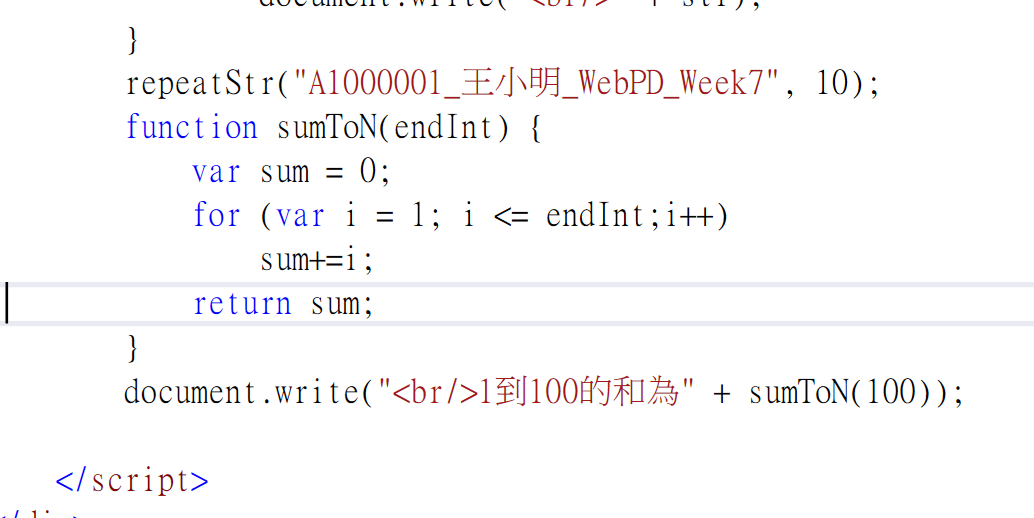 document.write("<br/>" + str);
}
repeatStr("A1000001_王小明_WebPD_Week7", 10);
function sumToN(endInt) {
var sum = 0;
for (var i = 1; i <= endInt;i++)
sum+=i;
return sum;
}
document.write("<br/>1到100的和為" + sumToN(100));
</script>